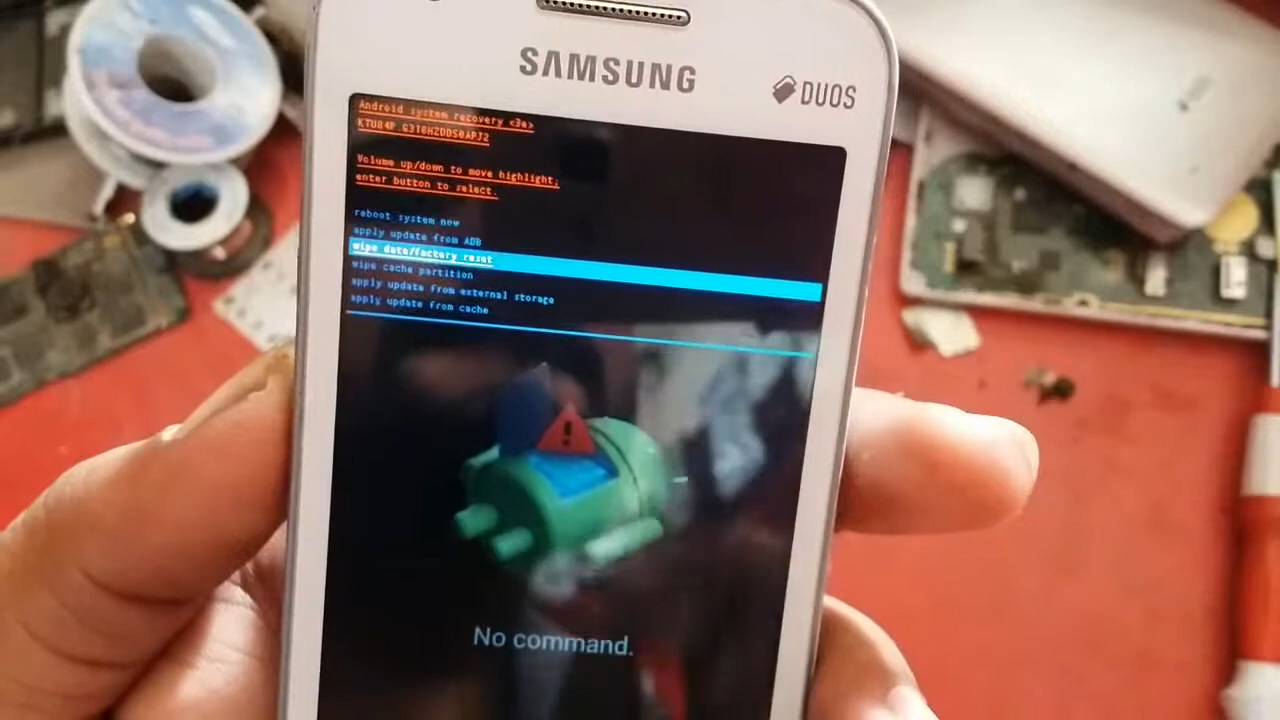 SAMSUNG
DUOS
Android system recovery <3e>
KTU84P.G318HZDDS0APJ2
Volume up/down to move highlight;
enter button to select.
reboot system now
apply update from ADB
wipe data/factory reset
wipe cache partition
apply update from external storage
apply update from cache
No command.